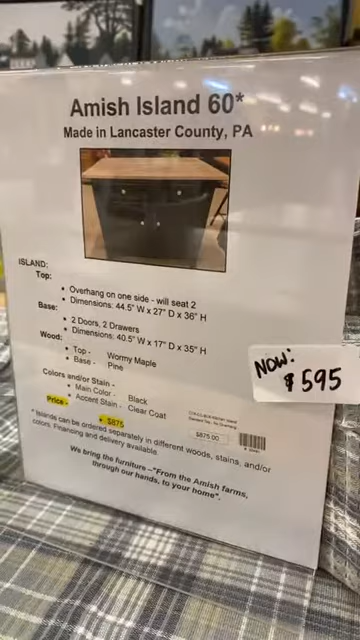 Amish Island 60*
Made in Lancaster County, PA
ISLAND:
Top:
• Overhang on one side - will seat 2
• Dimensions: 44.5" W x 27" D x 36" H
Base:
• 2 Doors, 2 Drawers
• Dimensions: 40.5" W x 17" D x 35" H
Wood:
• Top - Wormy Maple
• Base - Pine
Colors and/or Stain -
• Main Color - Black
• Accent Stain - Clear Coat
Price -
• $875
$875.00
* Islands can be ordered separately in different woods, stains, and/or
colors. Financing and delivery available.
We bring the furniture – "From the Amish farms,
through our hands, to your home".
NOW:
$595